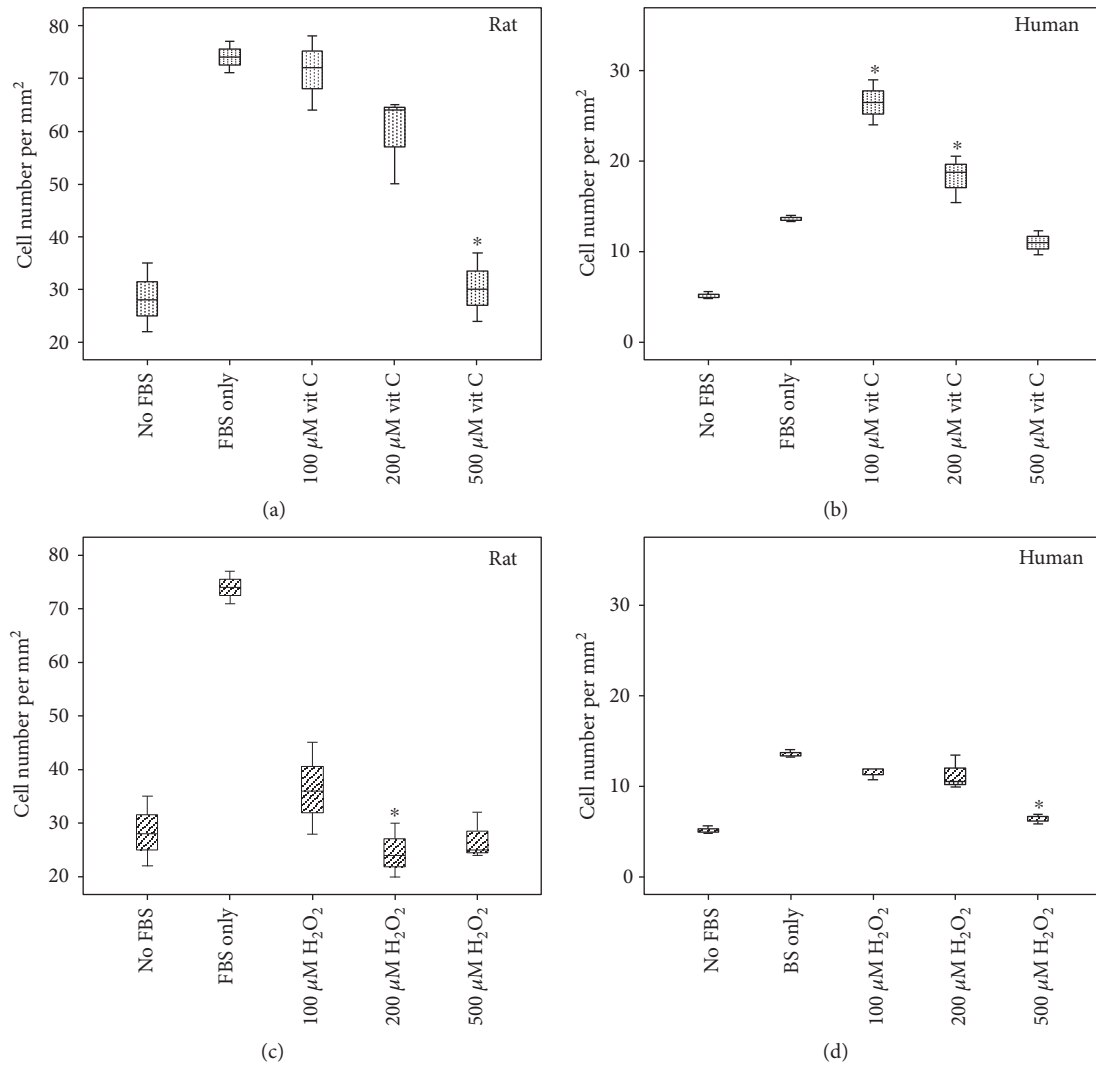 Rat
Cell number per mm²
80
70
60
50
40
30
20
*
No FBS
FBS only
100 μM vit C
200 μM vit C
500 μM vit C
(a)
Human
Cell number per mm²
30
20
10
0
*
*
No FBS
FBS only
100 μM vit C
200 μM vit C
500 μM vit C
(b)
Rat
Cell number per mm²
80
70
60
50
40
30
20
*
No FBS
FBS only
100 μM H₂O₂
200 μM H₂O₂
500 μM H₂O₂
(c)
Human
Cell number per mm²
30
20
10
0
*
No FBS
BS only
100 μM H₂O₂
200 μM H₂O₂
500 μM H₂O₂
(d)